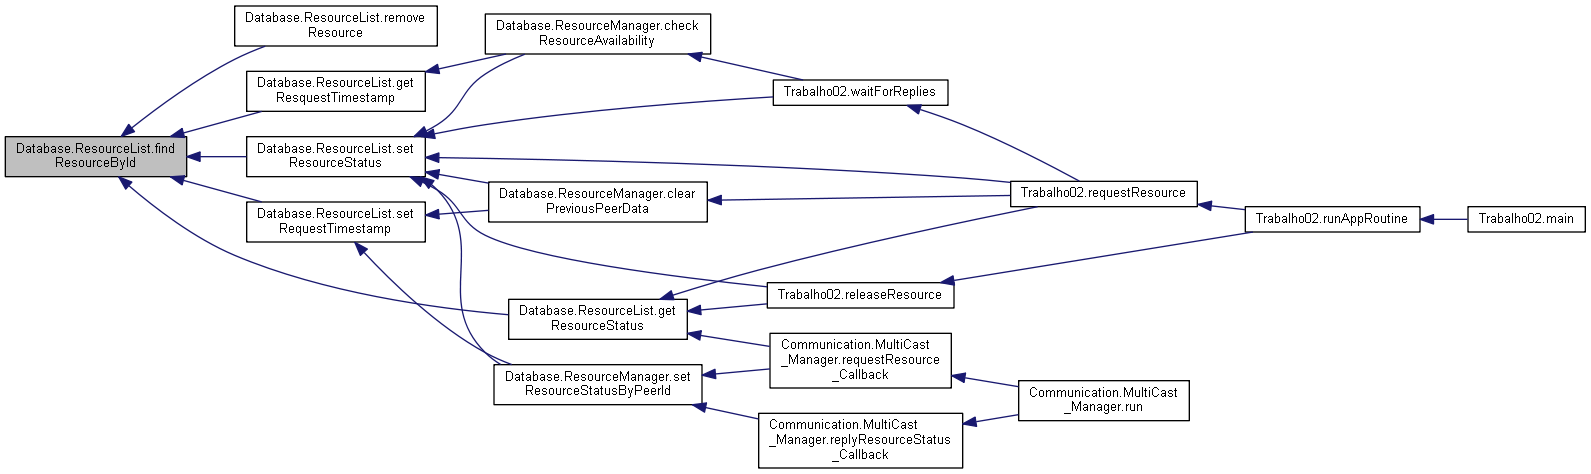 Database.ResourceList.find
ResourceById
Database.ResourceList.remove
Resource
Database.ResourceList.get
ResquestTimestamp
Database.ResourceList.set
ResourceStatus
Database.ResourceList.set
RequestTimestamp
Database.ResourceManager.check
ResourceAvailability
Database.ResourceManager.clear
PreviousPeerData
Database.ResourceList.get
ResourceStatus
Database.ResourceManager.set
ResourceStatusByPeerId
Trabalho02.waitForReplies
Trabalho02.releaseResource
Communication.MultiCast
_Manager.requestResource
_Callback
Communication.MultiCast
_Manager.replyResourceStatus
_Callback
Trabalho02.requestResource
Communication.MultiCast
_Manager.run
Trabalho02.runAppRoutine
Trabalho02.main